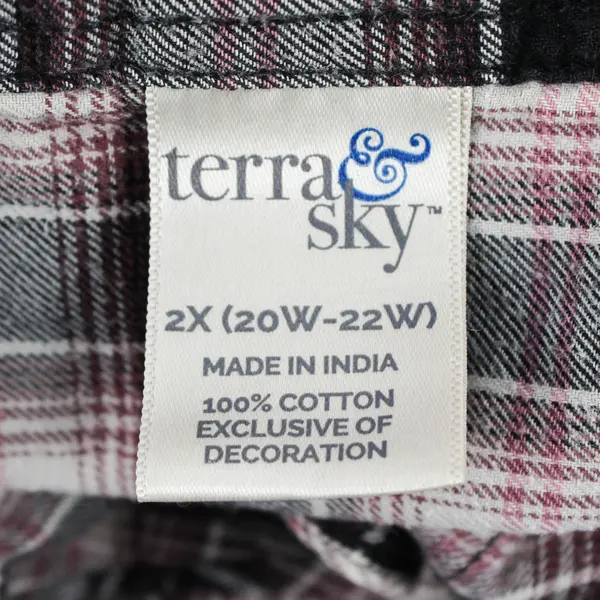 terra &
sky™
2X (20W-22W)
MADE IN INDIA
100% COTTON
EXCLUSIVE OF
DECORATION